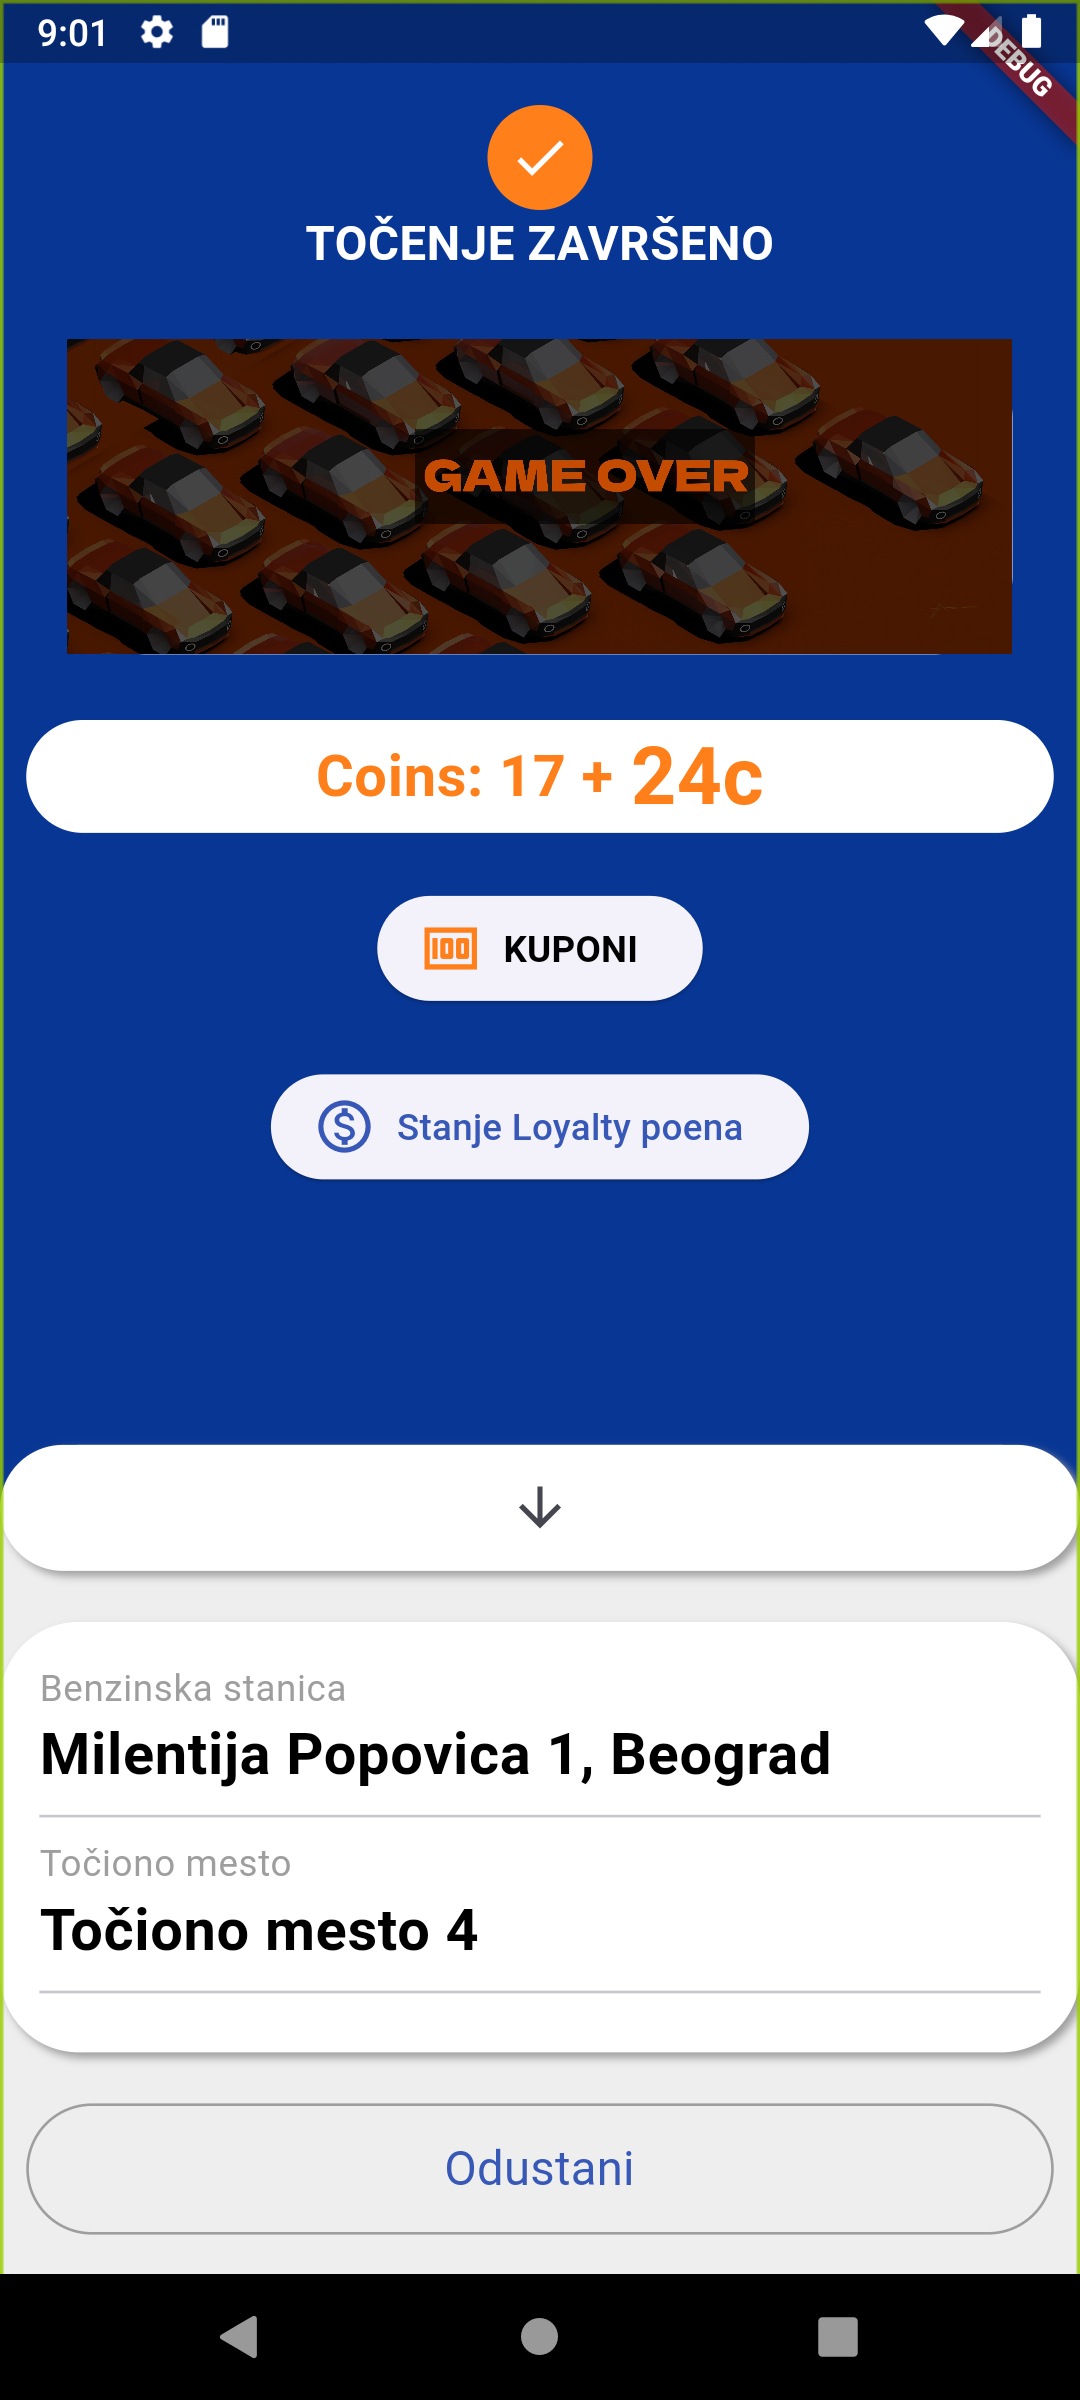 9:01
DEBUG
TOČENJE ZAVRŠENO
GAME OVER
Coins: 17 + 24c
100 KUPONI
$ Stanje Loyalty poena
Benzinska stanica
Milentija Popovica 1, Beograd
Točiono mesto
Točiono mesto 4
Odustani